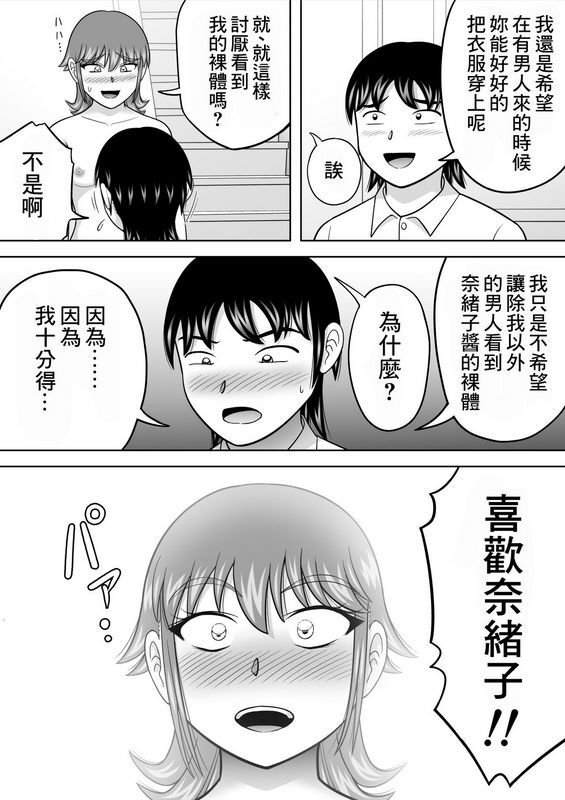 我還是希望
在有男人來的時候
妳能好好的
把衣服穿上呢
誒
就、就這樣
討厭看到
我的裸體嗎？
ハハ…
不是啊
我只是不希望
讓除我以外
的男人看到
奈緒子醬的裸體
為什麼？
因為……
因為
我十分得…
喜歡奈緒子!!
パァ…